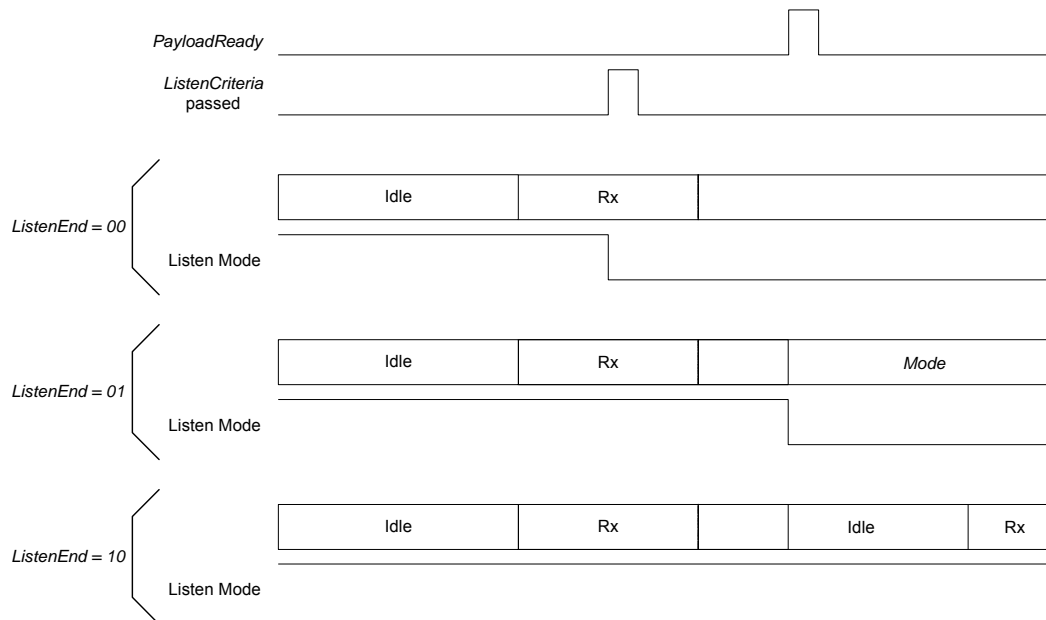 PayloadReady
ListenCriteria
passed
Idle
Rx
ListenEnd = 00
Listen Mode
Idle
Rx
Mode
ListenEnd = 01
Listen Mode
Idle
Rx
Idle
Rx
ListenEnd = 10
Listen Mode